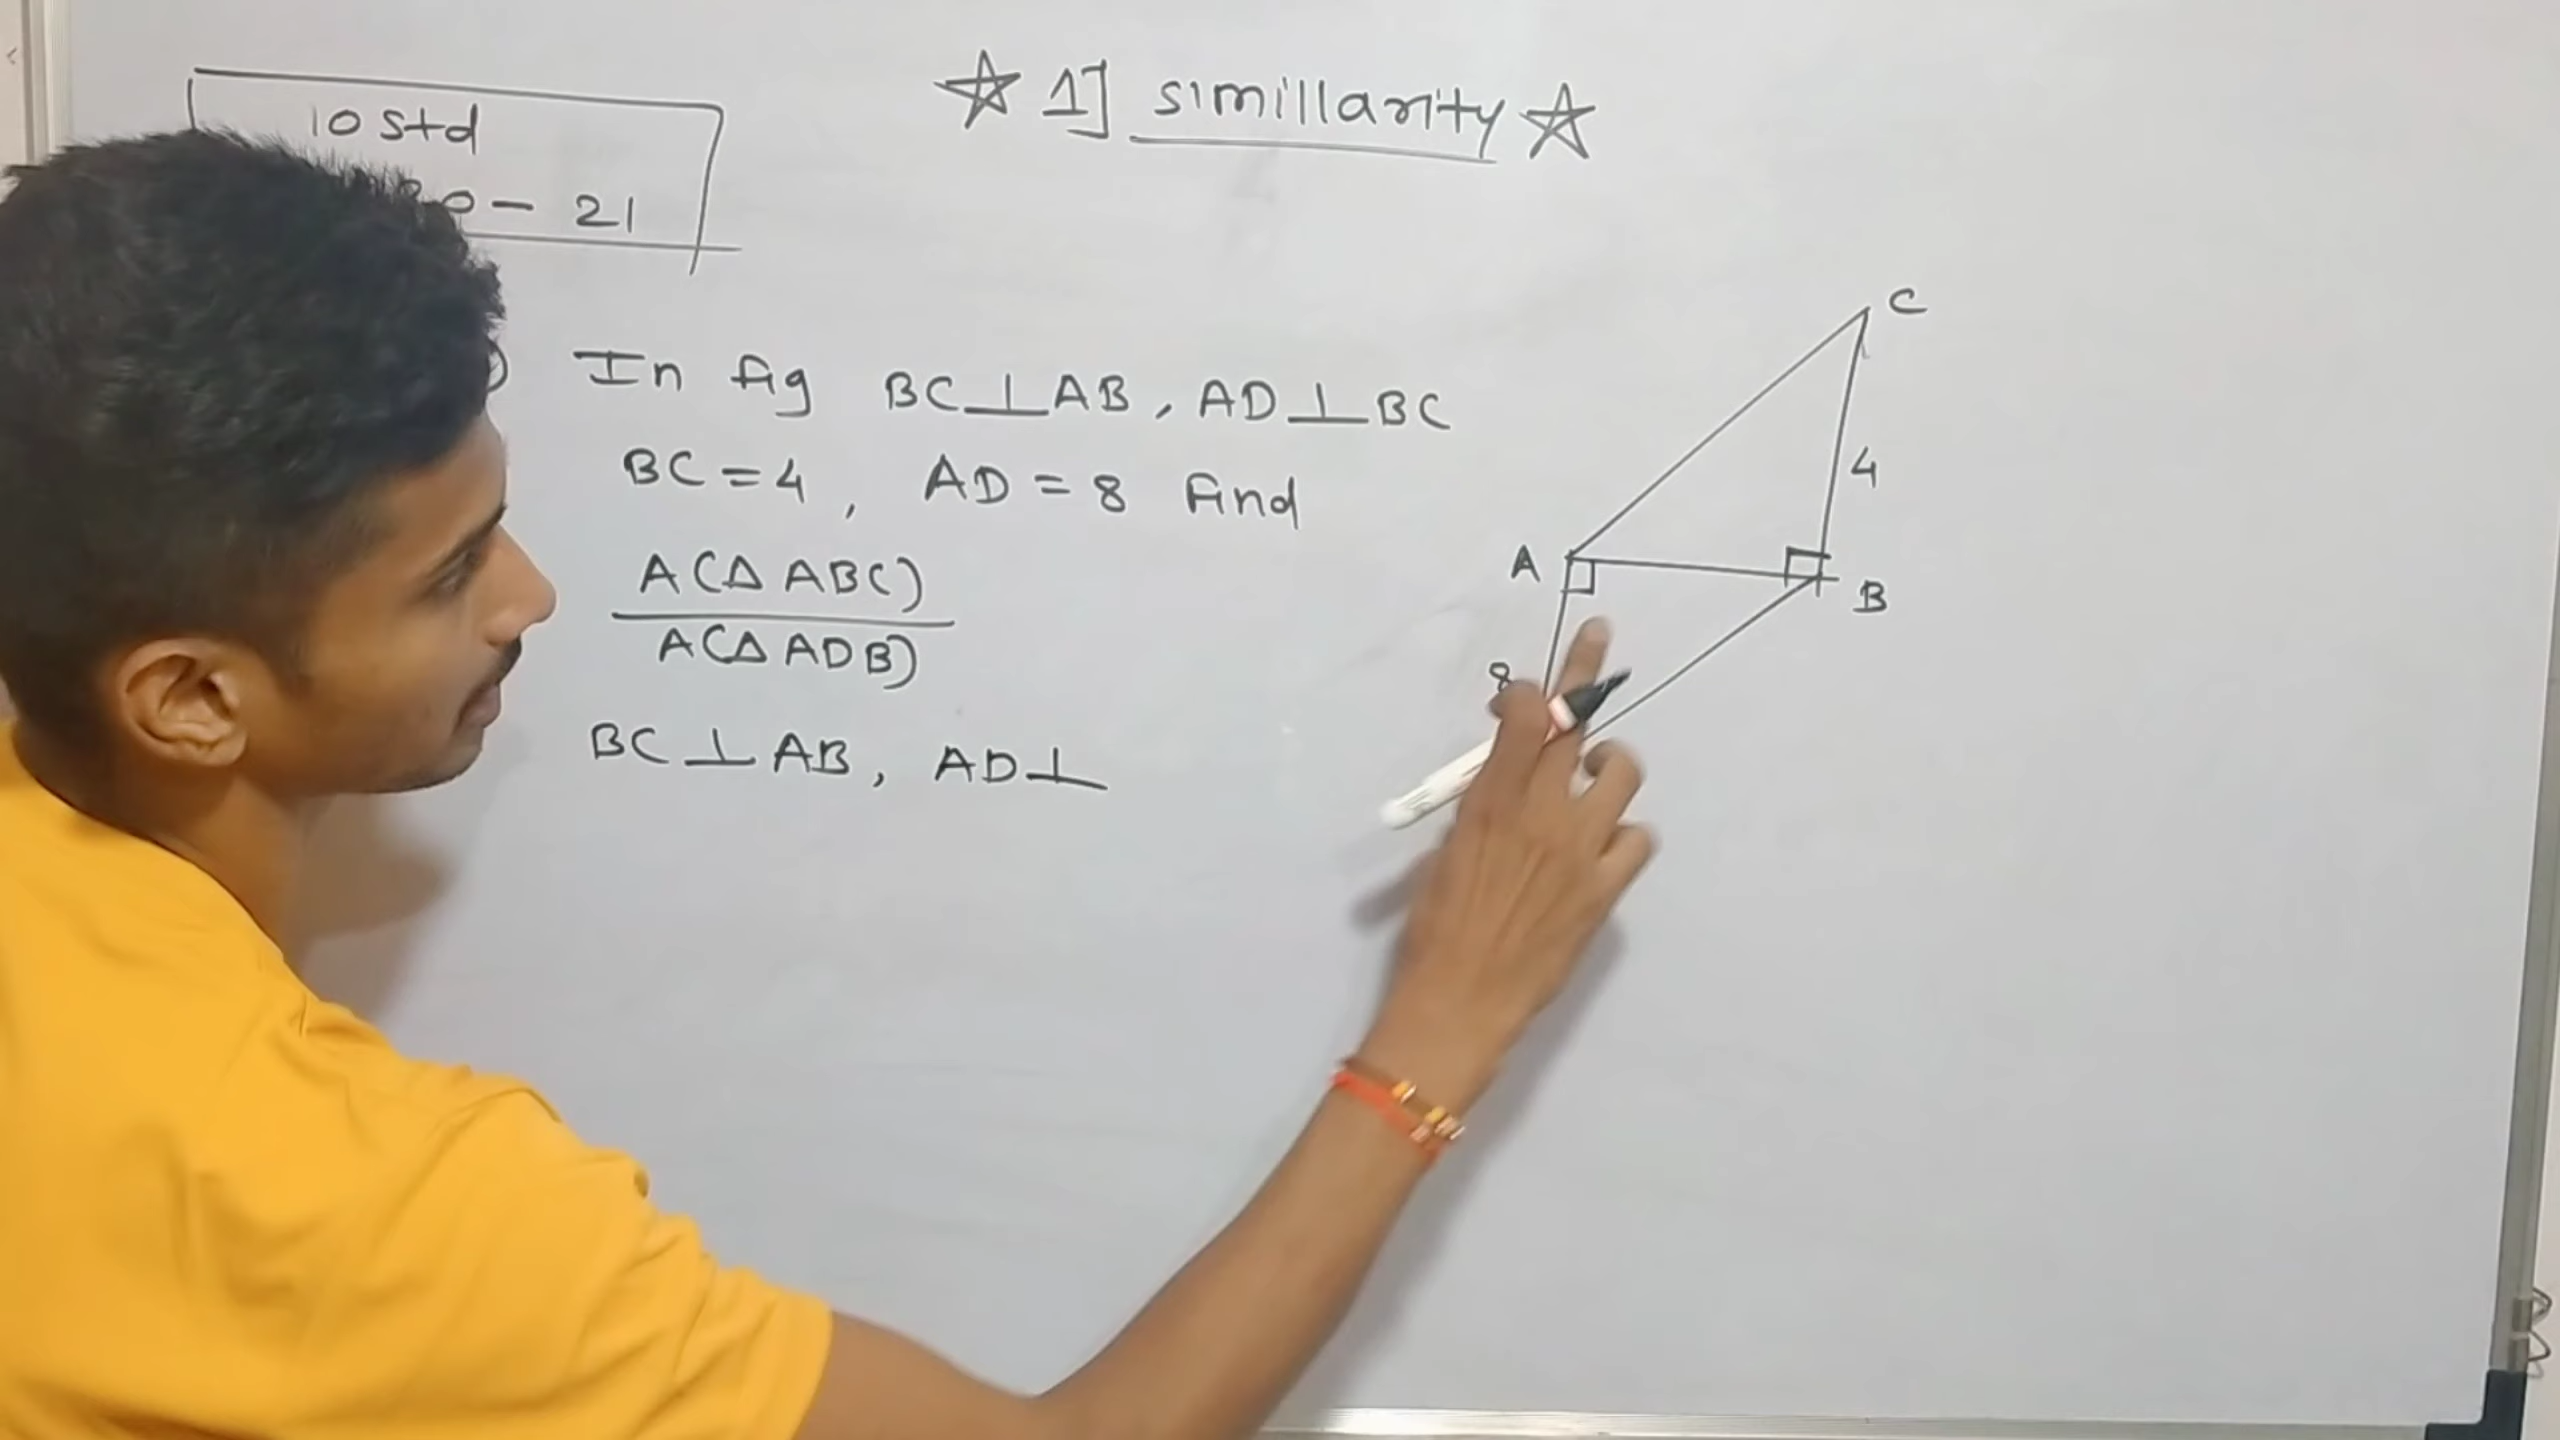 10 std
- 21
☆ 1] simillarity ☆
In fig BC⊥AB, AD⊥BC
BC = 4, AD = 8 Find
A(Δ ABC)
A(Δ ADB)
BC⊥AB, AD⊥
C
4
A
B
8